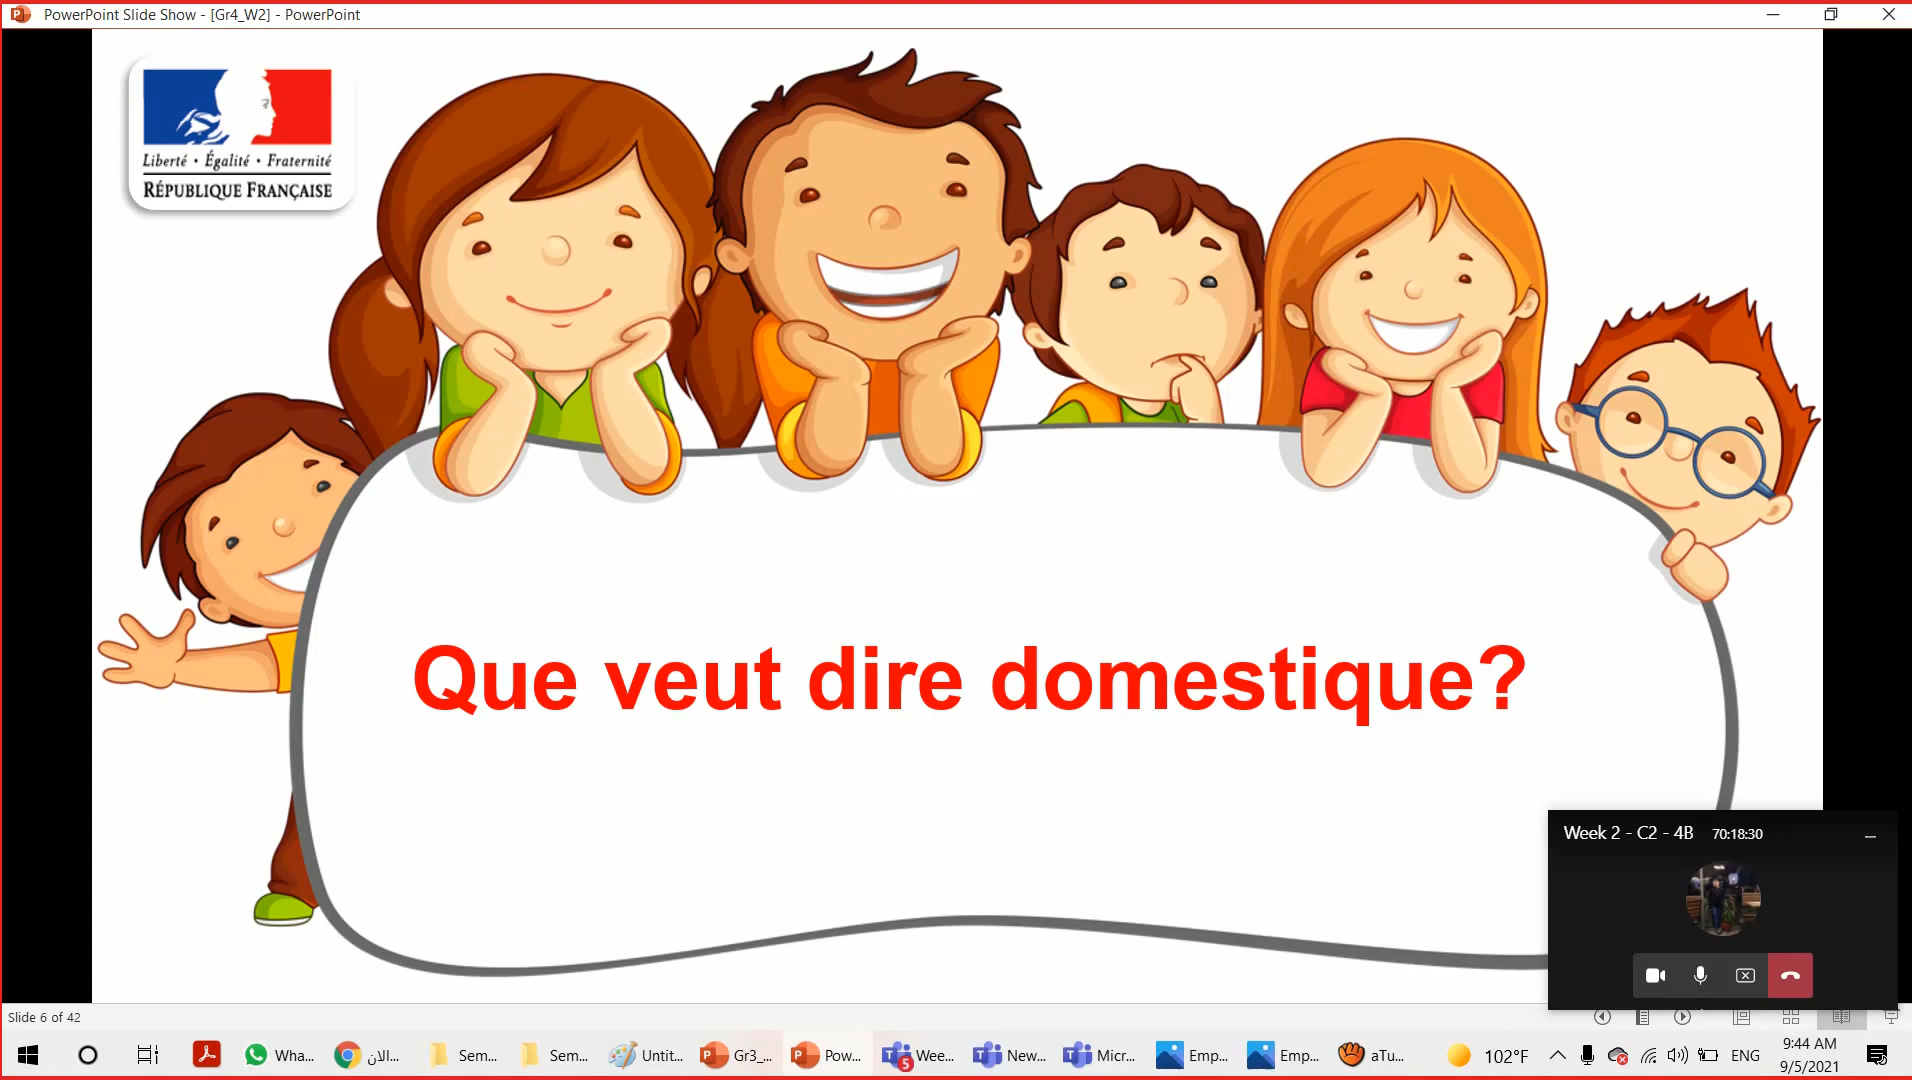 PowerPoint Slide Show - [Gr4_W2] - PowerPoint
Liberté • Égalité • Fraternité
RÉPUBLIQUE FRANÇAISE
Que veut dire domestique?
Week 2 - C2 - 4B 70:18:30
Slide 6 of 42
Wha... الان... Sem... Sem... Untit... Gr3_... Pow... 5 Wee... New... Micr... Emp... Emp... aTu... 102°F ENG 9:44 AM
9/5/2021